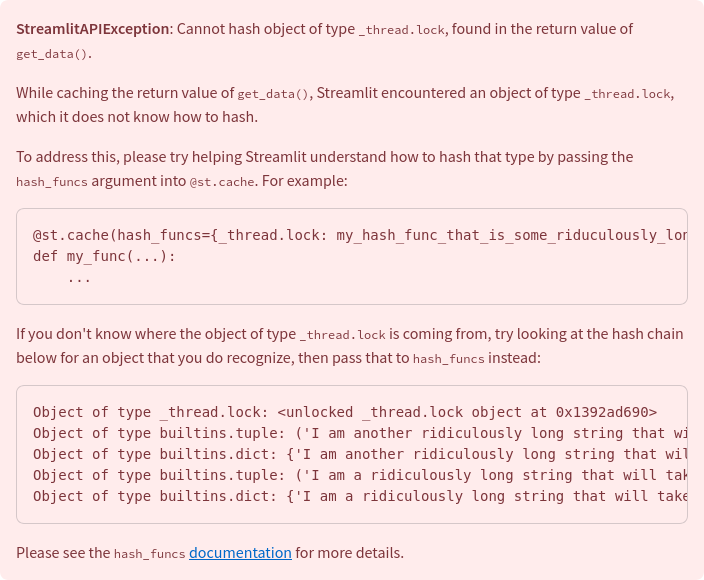 StreamlitAPIException: Cannot hash object of type _thread.lock, found in the return value of
get_data().
While caching the return value of get_data(), Streamlit encountered an object of type _thread.lock,
which it does not know how to hash.
To address this, please try helping Streamlit understand how to hash that type by passing the
hash_funcs argument into @st.cache. For example:
@st.cache(hash_funcs={_thread.lock: my_hash_func_that_is_some_riduculously_lon
def my_func(...):
    ...
If you don't know where the object of type _thread.lock is coming from, try looking at the hash chain
below for an object that you do recognize, then pass that to hash_funcs instead:
Object of type _thread.lock: <unlocked _thread.lock object at 0x1392ad690>
Object of type builtins.tuple: ('I am another ridiculously long string that wi
Object of type builtins.dict: {'I am another ridiculously long string that wil
Object of type builtins.tuple: ('I am a ridiculously long string that will tak
Object of type builtins.dict: {'I am a ridiculously long string that will take
Please see the hash_funcs documentation for more details.